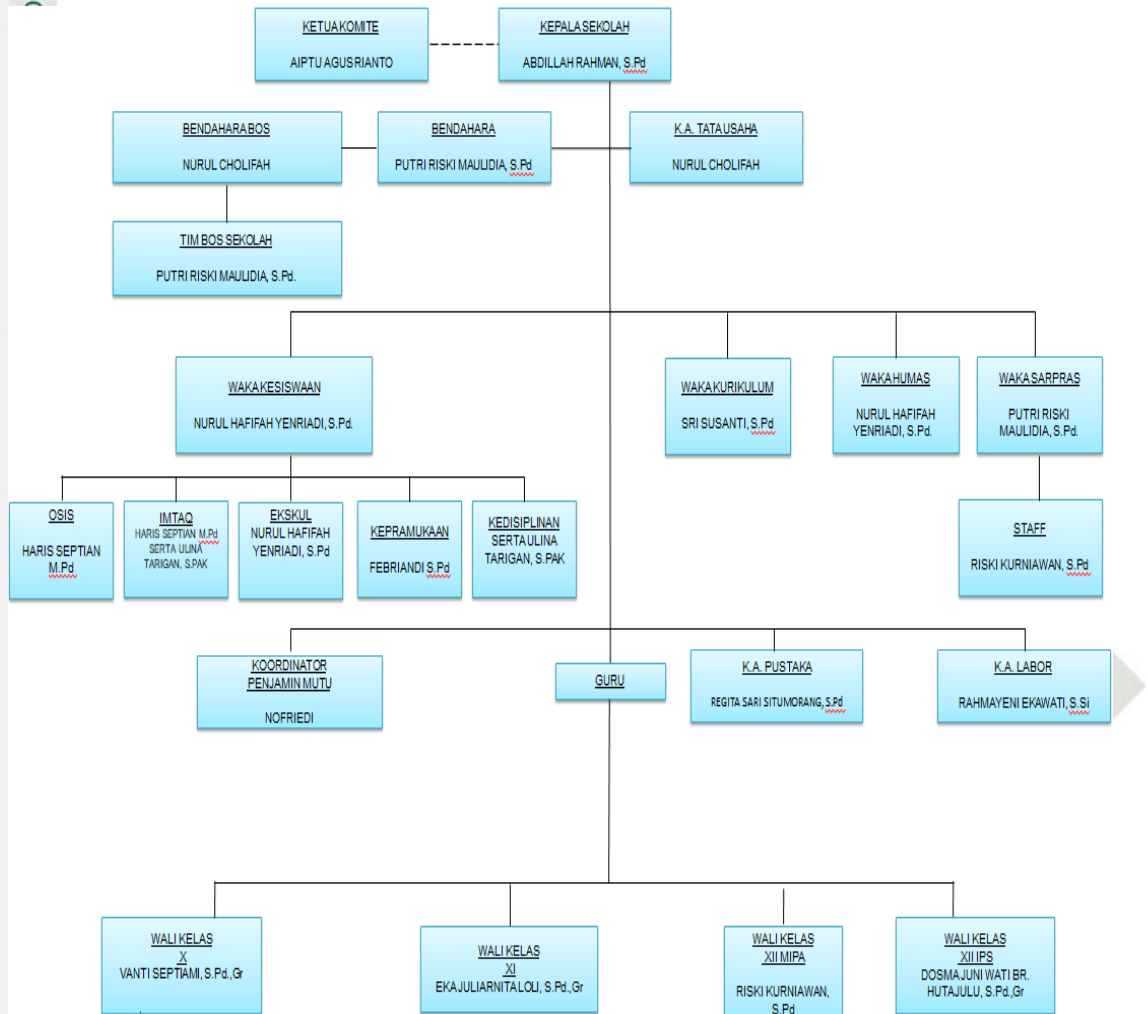 KETUA KOMITE
AIPTU AGUSRIANTO
KEPALA SEKOLAH
ABDILLAH RAHMAN, S.Pd
BENDAHARA BOS
NURUL CHOLIFAH
BENDAHARA
PUTRI RISKI MAULIDIA, S.Pd
K.A. TATA USAHA
NURUL CHOLIFAH
TIM BOS SEKOLAH
PUTRI RISKI MAULIDIA, S.Pd.
WAKA KESISWAAN
NURUL HAFIFAH YENRIADI, S.Pd.
WAKA KURIKULUM
SRI SUSANTI, S.Pd
WAKA HUMAS
NURUL HAFIFAH
YENRIADI, S.Pd.
WAKA SARPRAS
PUTRI RISKI
MAULIDIA, S.Pd.
OSIS
HARIS SEPTIAN
M.Pd
IMTAQ
HARIS SEPTIAN M.Pd
SERTA ULINA
TARIGAN, S.PAK
EKSKUL
NURUL HAFIFAH
YENRIADI, S.Pd
KEPRAMUKAAN
FEBRIANDI S.Pd
KEDISIPLINAN
SERTA ULINA
TARIGAN, S.PAK
STAFF
RISKI KURNIAWAN, S.Pd
KOORDINATOR
PENJAMIN MUTU
NOFRIEDI
GURU
K.A. PUSTAKA
REGITA SARI SITUMORANG, S.Pd
K.A. LABOR
RAHMAYENI EKAWATI, S.Si
WALI KELAS
X
VANTI SEPTIAMI, S.Pd.,Gr
WALI KELAS
XI
EKA JULIARNITA LOLI, S.Pd.,Gr
WALI KELAS
XII MIPA
RISKI KURNIAWAN,
S.Pd
WALI KELAS
XII IPS
DOSMAJUNI WATI BR.
HUTAJULU, S.Pd.,Gr